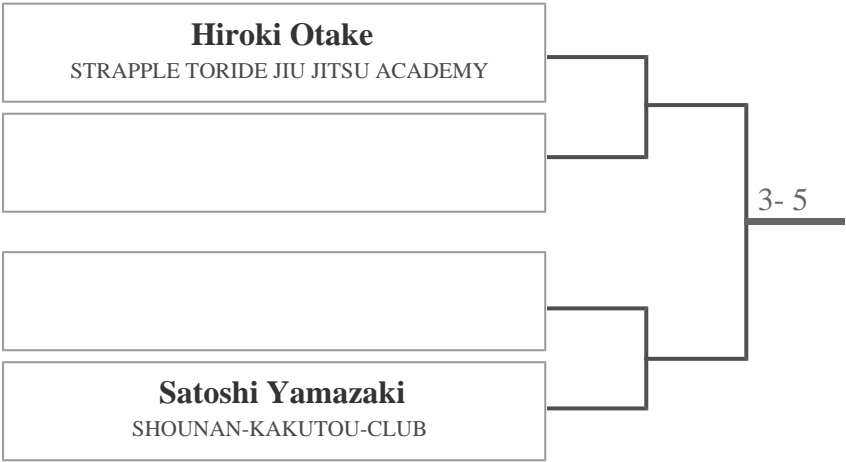 Hiroki Otake
STRAPPLE TORIDE JIU JITSU ACADEMY
3- 5
Satoshi Yamazaki
SHOUNAN-KAKUTOU-CLUB